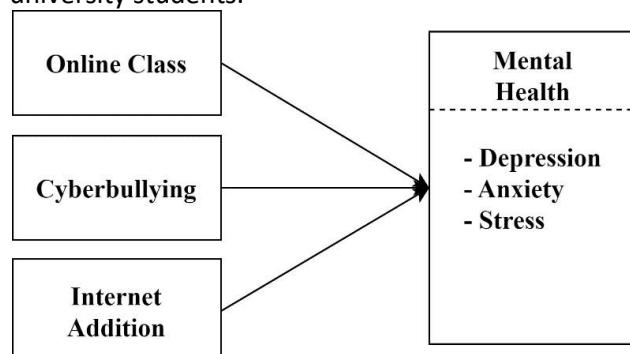 university students.
Online Class
Mental
Health
Cyberbullying
- Depression
- Anxiety
- Stress
Internet
Addition